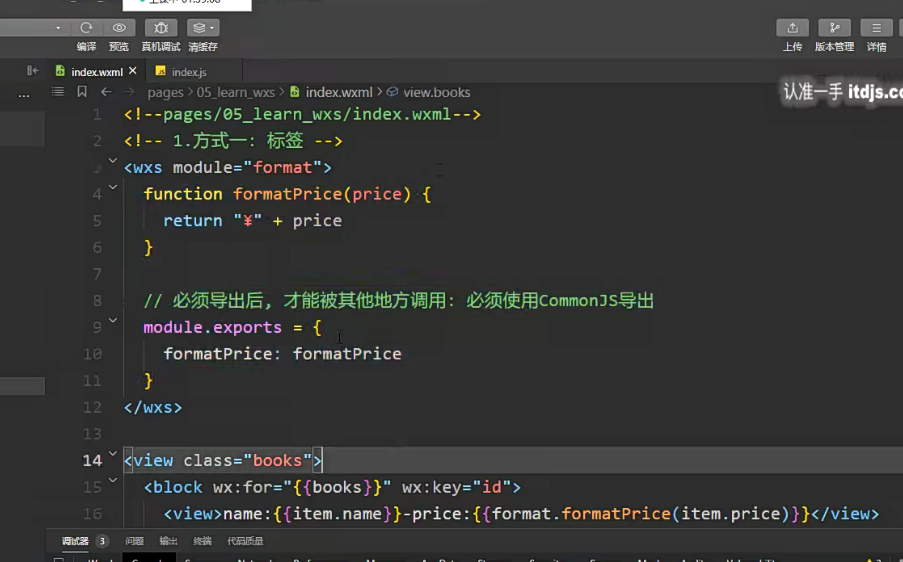 编译 预览 真机调试 清缓存 上传 版本管理 详情
index.wxml index.js
认准一手 itdjs.co
pages > 05_learn_wxs > index.wxml > view.books
1 <!--pages/05_learn_wxs/index.wxml-->
2 <!-- 1.方式一: 标签 -->
3 <wxs module="format">
4 function formatPrice(price) {
5 return "¥" + price
6 }
7
8 // 必须导出后, 才能被其他地方调用: 必须使用CommonJS导出
9 module.exports = {
10 formatPrice: formatPrice
11 }
12 </wxs>
13
14 <view class="books">
15 <block wx:for="{{books}}" wx:key="id">
16 <view>name:{{item.name}}-price:{{format.formatPrice(item.price)}}</view>
调试器 3 问题 输出 终端 代码质量